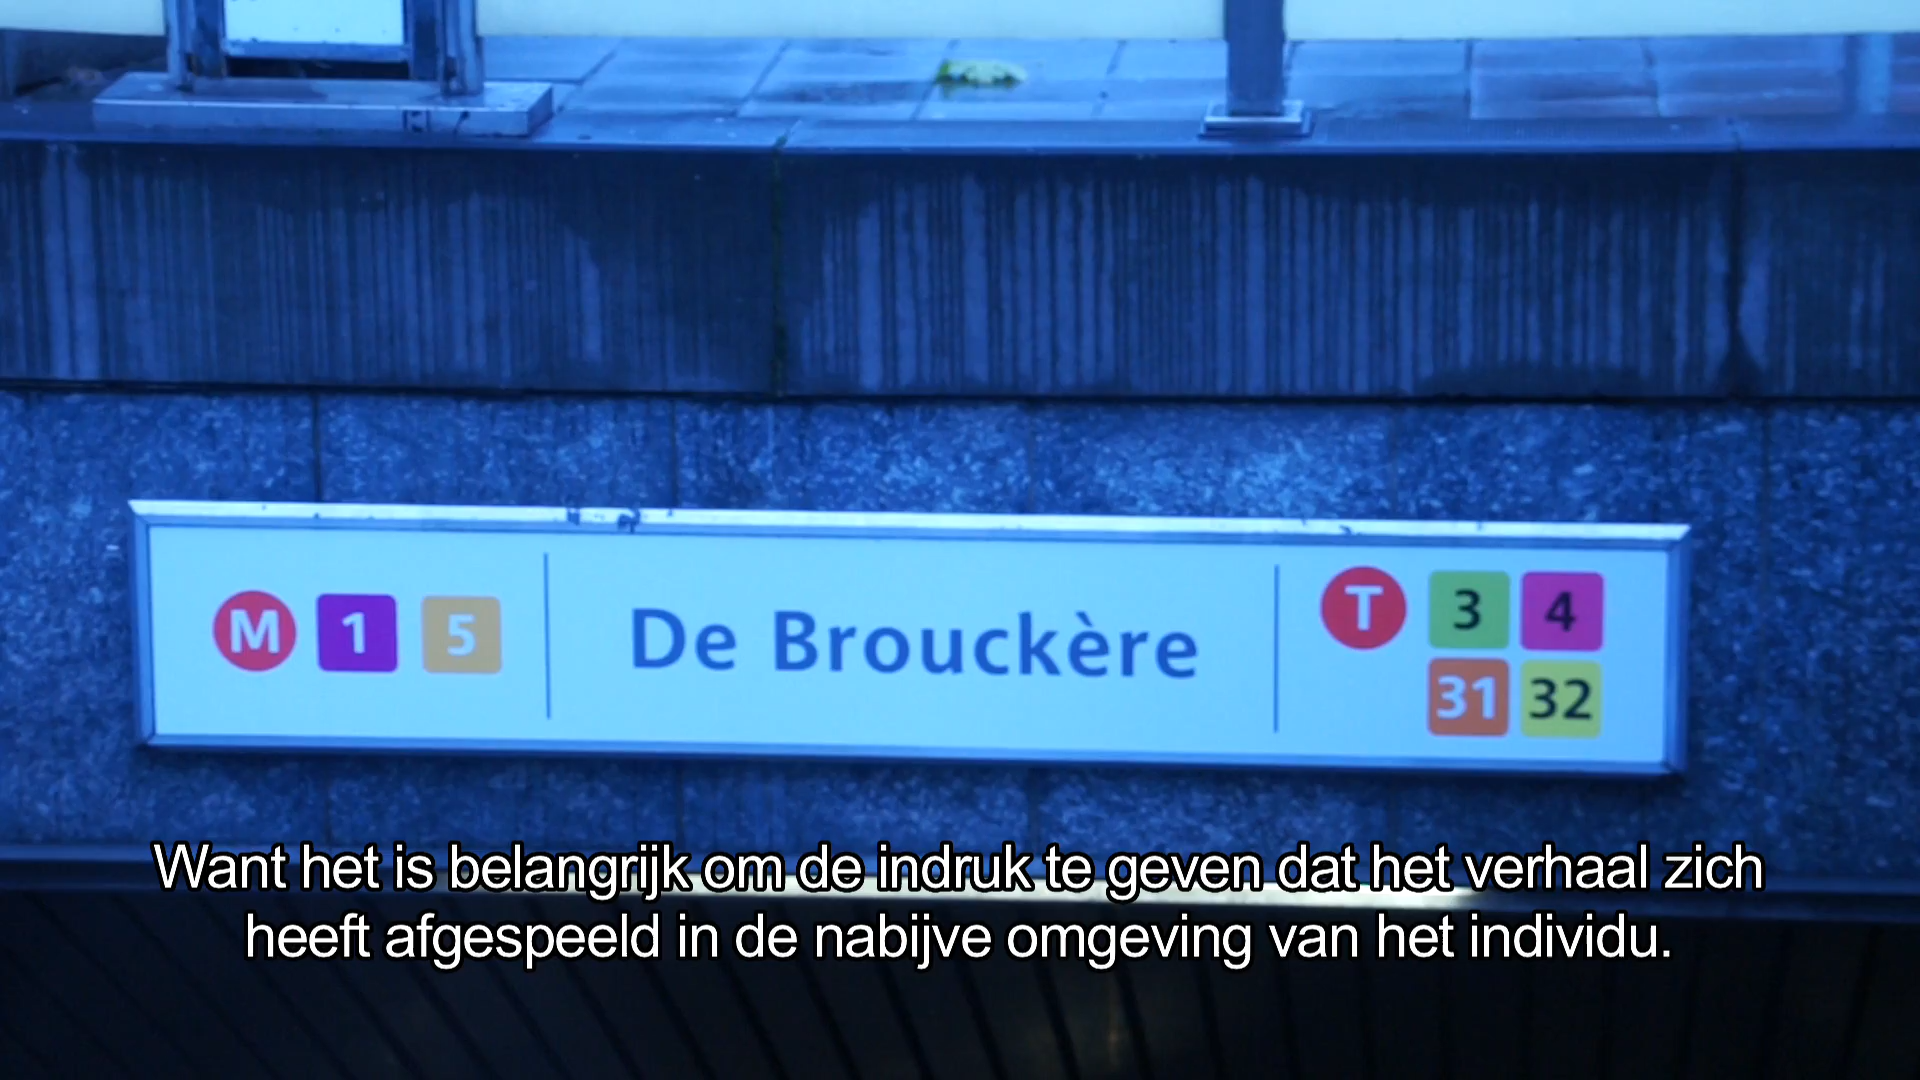 M 1 5 De Brouckère T 3 4
31 32
Want het is belangrijk om de indruk te geven dat het verhaal zich
heeft afgespeeld in de nabijve omgeving van het individu.